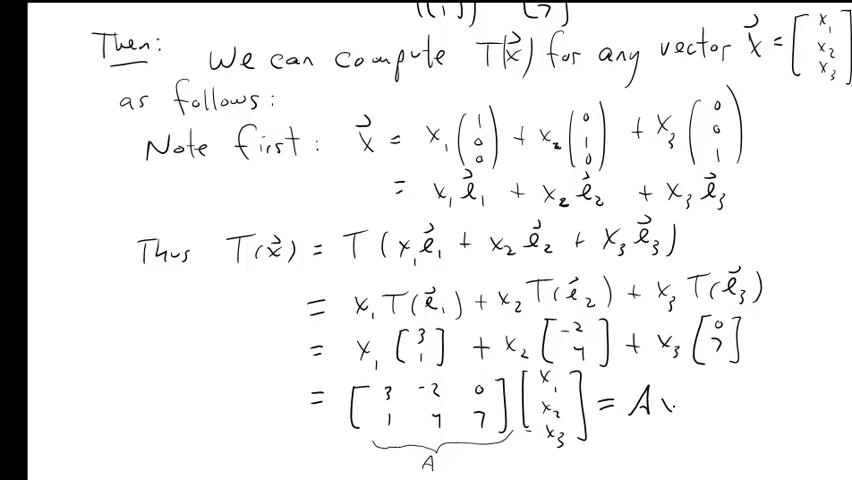 Then: We can compute T(x⃗) for any vector x⃗ = [x₁ x₂ x₃]
as follows:
Note first: x⃗ = x₁(1 0 0) + x₂(0 1 0) + x₃(0 0 1)
= x₁e⃗₁ + x₂e⃗₂ + x₃e⃗₃
Thus T(x⃗) = T(x₁e⃗₁ + x₂e⃗₂ + x₃e⃗₃)
= x₁T(e⃗₁) + x₂T(e⃗₂) + x₃T(e⃗₃)
= x₁[3 1] + x₂[-2 4] + x₃[0 7]
= [3 -2 0 1 4 7][x₁ x₂ x₃] = A
A